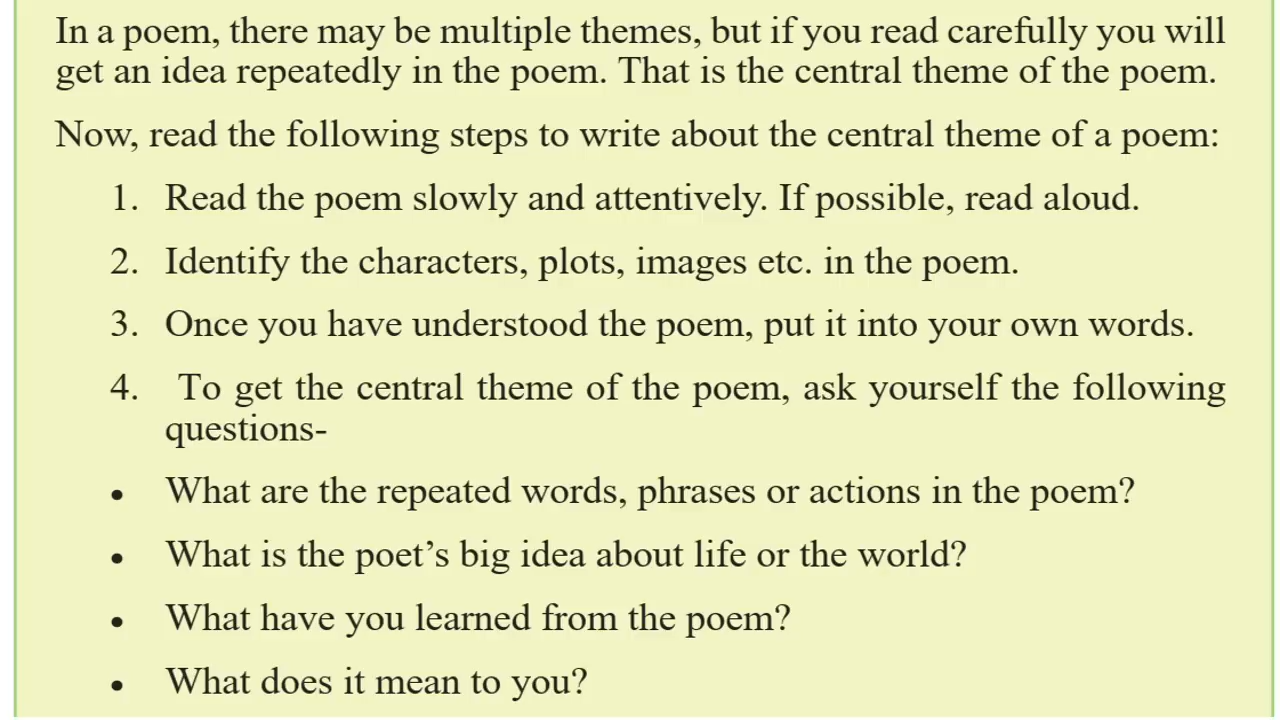 In a poem, there may be multiple themes, but if you read carefully you will
get an idea repeatedly in the poem. That is the central theme of the poem.
Now, read the following steps to write about the central theme of a poem:
1. Read the poem slowly and attentively. If possible, read aloud.
2. Identify the characters, plots, images etc. in the poem.
3. Once you have understood the poem, put it into your own words.
4. To get the central theme of the poem, ask yourself the following
questions-
• What are the repeated words, phrases or actions in the poem?
• What is the poet’s big idea about life or the world?
• What have you learned from the poem?
• What does it mean to you?